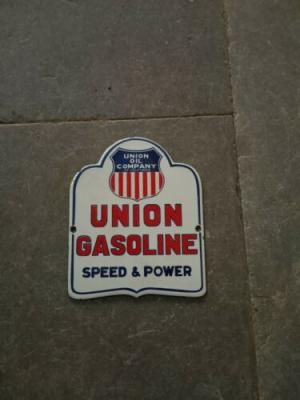 UNION
OIL
COMPANY
UNION
GASOLINE
SPEED & POWER